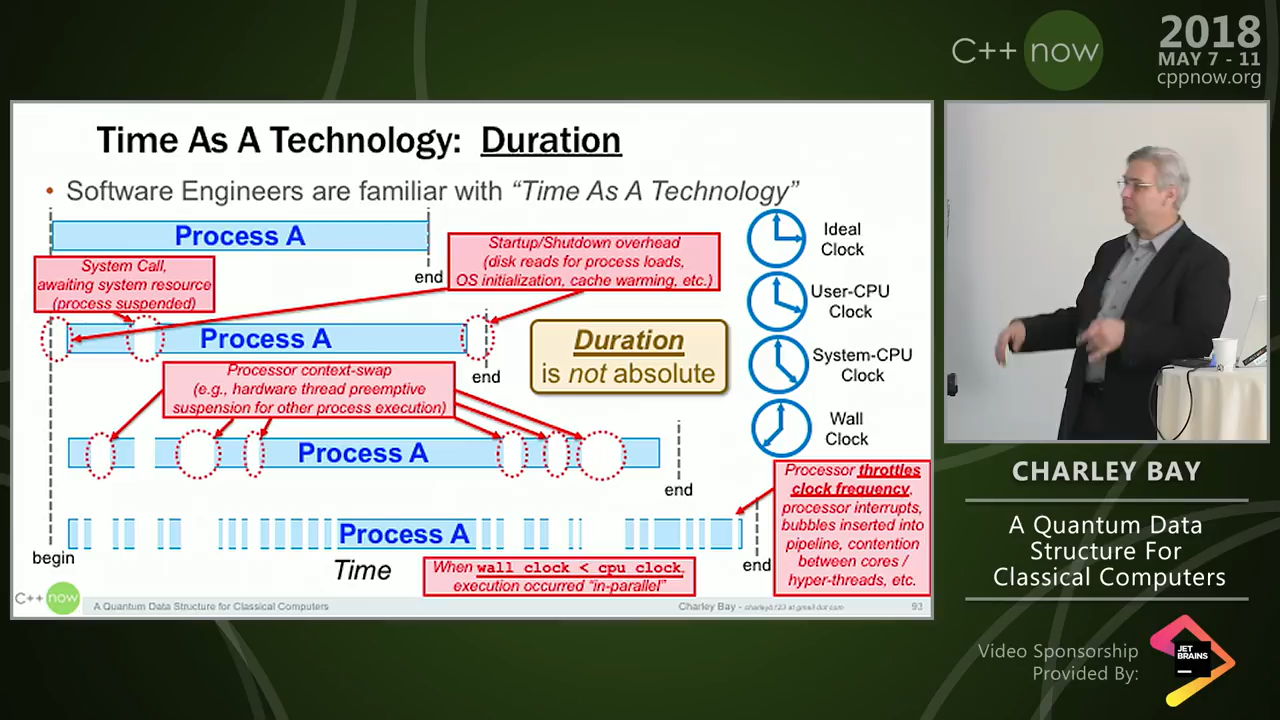 Time As A Technology: Duration
• Software Engineers are familiar with “Time As A Technology”
Process A
end
System Call,
awaiting system resource
(process suspended)
Startup/Shutdown overhead
(disk reads for process loads,
OS initialization, cache warming, etc.)
Process A
end
Duration
is not absolute
Processor context-swap
(e.g., hardware thread preemptive
suspension for other process execution)
Process A
end
Process A
begin
Time
When wall clock < cpu clock,
execution occurred “in-parallel”
end
Ideal
Clock
User-CPU
Clock
System-CPU
Clock
Wall
Clock
Processor throttles
clock frequency,
processor interrupts,
bubbles inserted into
pipeline, contention
between cores /
hyper-threads, etc.
C++ now
A Quantum Data Structure for Classical Computers
Charley Bay - charleyb123 at gmail dot com
93
C++ now
2018
MAY 7 - 11
cppnow.org
CHARLEY BAY
A Quantum Data
Structure For
Classical Computers
Video Sponsorship
Provided By:
JET
BRAINS